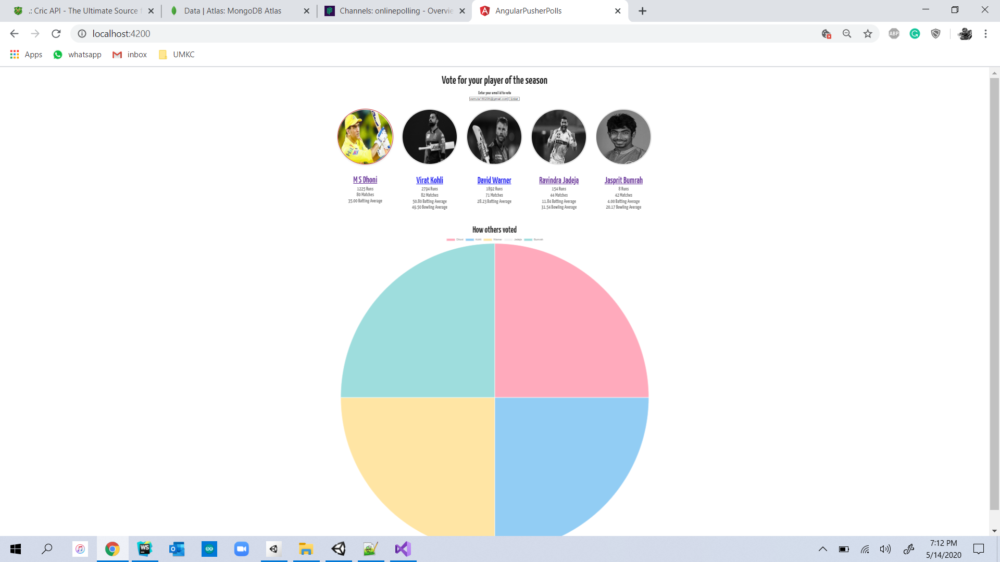 .: Cric API - The Ultimate Source f
Data | Atlas: MongoDB Atlas
Channels: onlinepolling - Overvie
AngularPusherPolls
localhost:4200
ABP
Apps
whatsapp
inbox
UMKC
Vote for your player of the season
Enter your email id to vote
vemula180295@gmail.com Enter
M S Dhoni
1225 Runs
80 Matches
35.00 Batting Average
Virat Kohli
2794 Runs
82 Matches
50.80 Batting Average
49.50 Bowling Average
David Warner
1892 Runs
71 Matches
28.23 Batting Average
Ravindra Jadeja
154 Runs
44 Matches
11.84 Batting Average
31.54 Bowling Average
Jasprit Bumrah
8 Runs
42 Matches
4.00 Batting Average
20.17 Bowling Average
How others voted
Dhoni Kohli Warner Jadeja Bumrah
WS
7:12 PM
5/14/2020